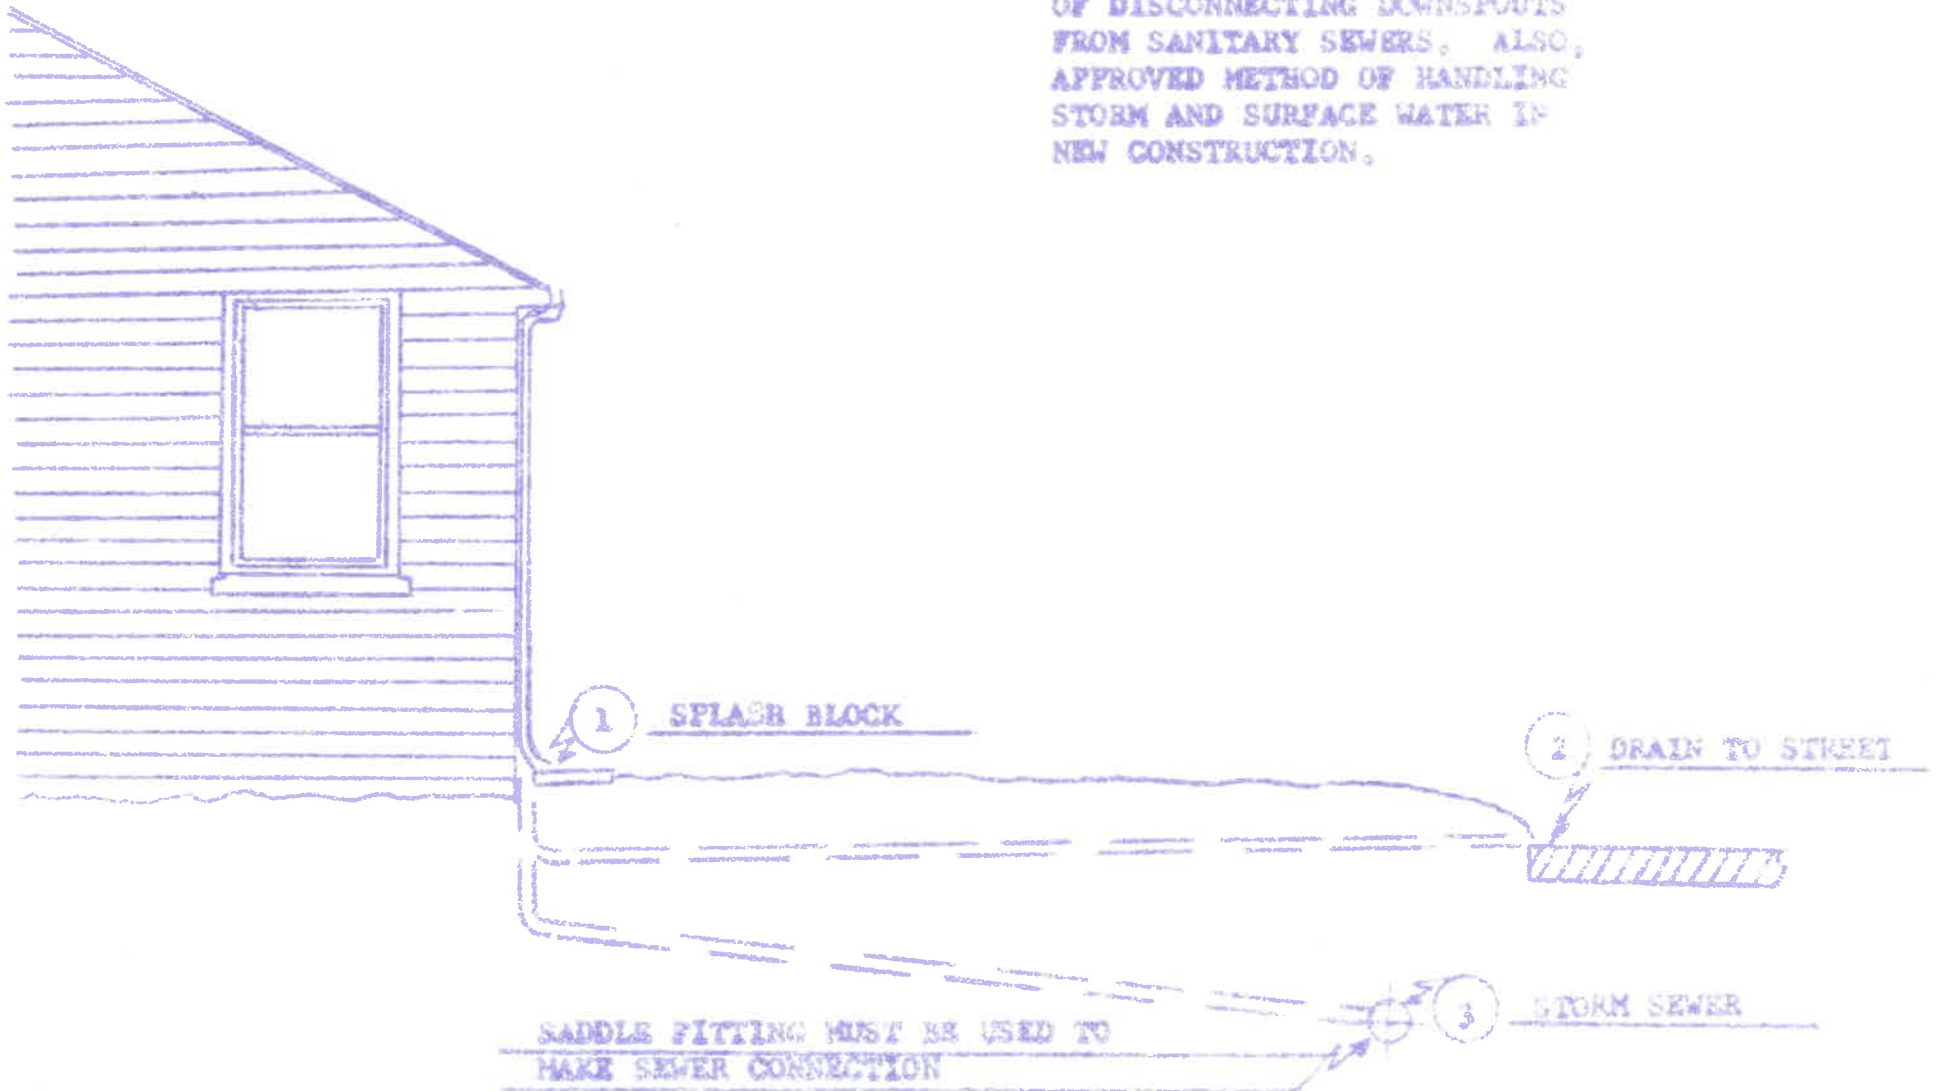 OF DISCONNECTING DOWNSPOUTS
FROM SANITARY SEWERS. ALSO,
APPROVED METHOD OF HANDLING
STORM AND SURFACE WATER IN
NEW CONSTRUCTION.
1 SPLASH BLOCK
2 DRAIN TO STREET
3 STORM SEWER
SADDLE FITTING MUST BE USED TO
MAKE SEWER CONNECTION